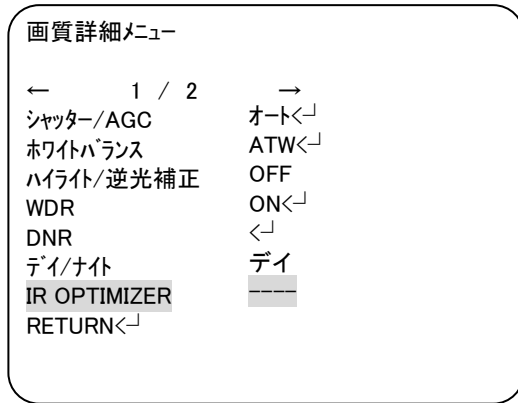 画質詳細ﾒﾆｭｰ
← 1 / 2 →
ｼｬｯﾀｰ/AGC ｵｰﾄ<┘
ﾎﾜｲﾄﾊﾞﾗﾝｽ ATW<┘
ﾊｲﾗｲﾄ/逆光補正 OFF
WDR ON<┘
DNR <┘
ﾃﾞｲ/ﾅｲﾄ デイ
IR OPTIMIZER ----
RETURN<┘